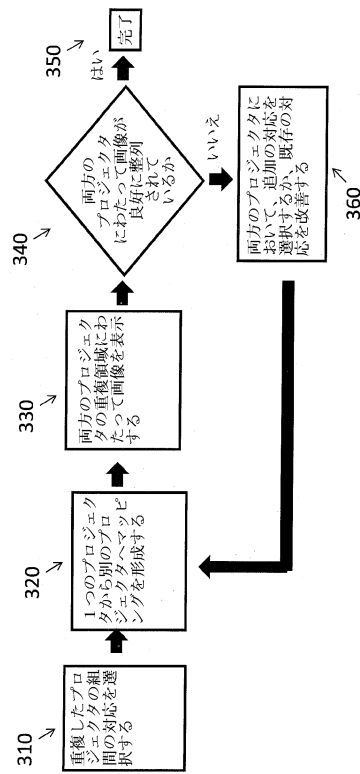 310
重複したプロ
ジェクタの組
間の対応を選
択する
320
１つのプロジェク
タから別のプロ
ジェクタへマッピ
ングを形成する
330
両方のプロジェク
タの重複領域にわ
たって画像を表示
する
340
両方の
プロジェクタ
にわたって画像が
良好に整列
されて
いるか
はい
350
完了
いいえ
両方のプロジェクタに
おいて、追加の対応を
選択するか、既存の対
応を改善する
360